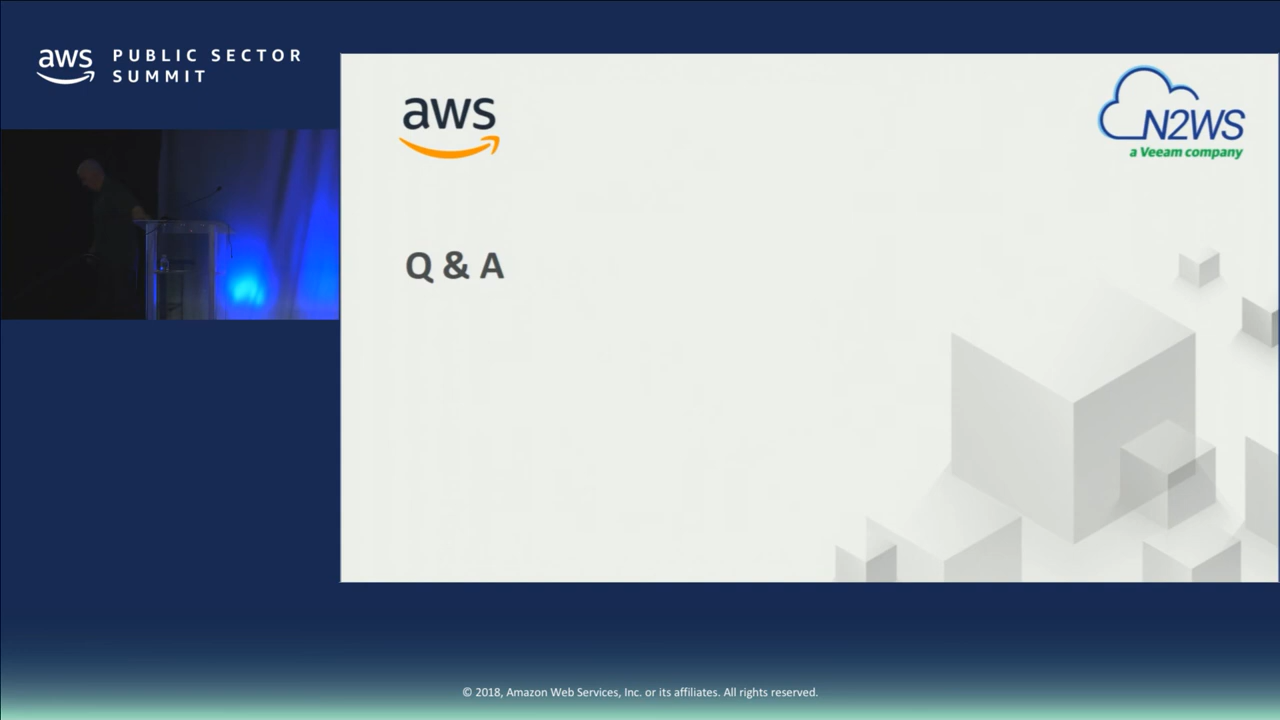 aws PUBLIC SECTOR
SUMMIT
aws
N2WS
a Veeam company
Q & A
© 2018, Amazon Web Services, Inc. or its affiliates. All rights reserved.